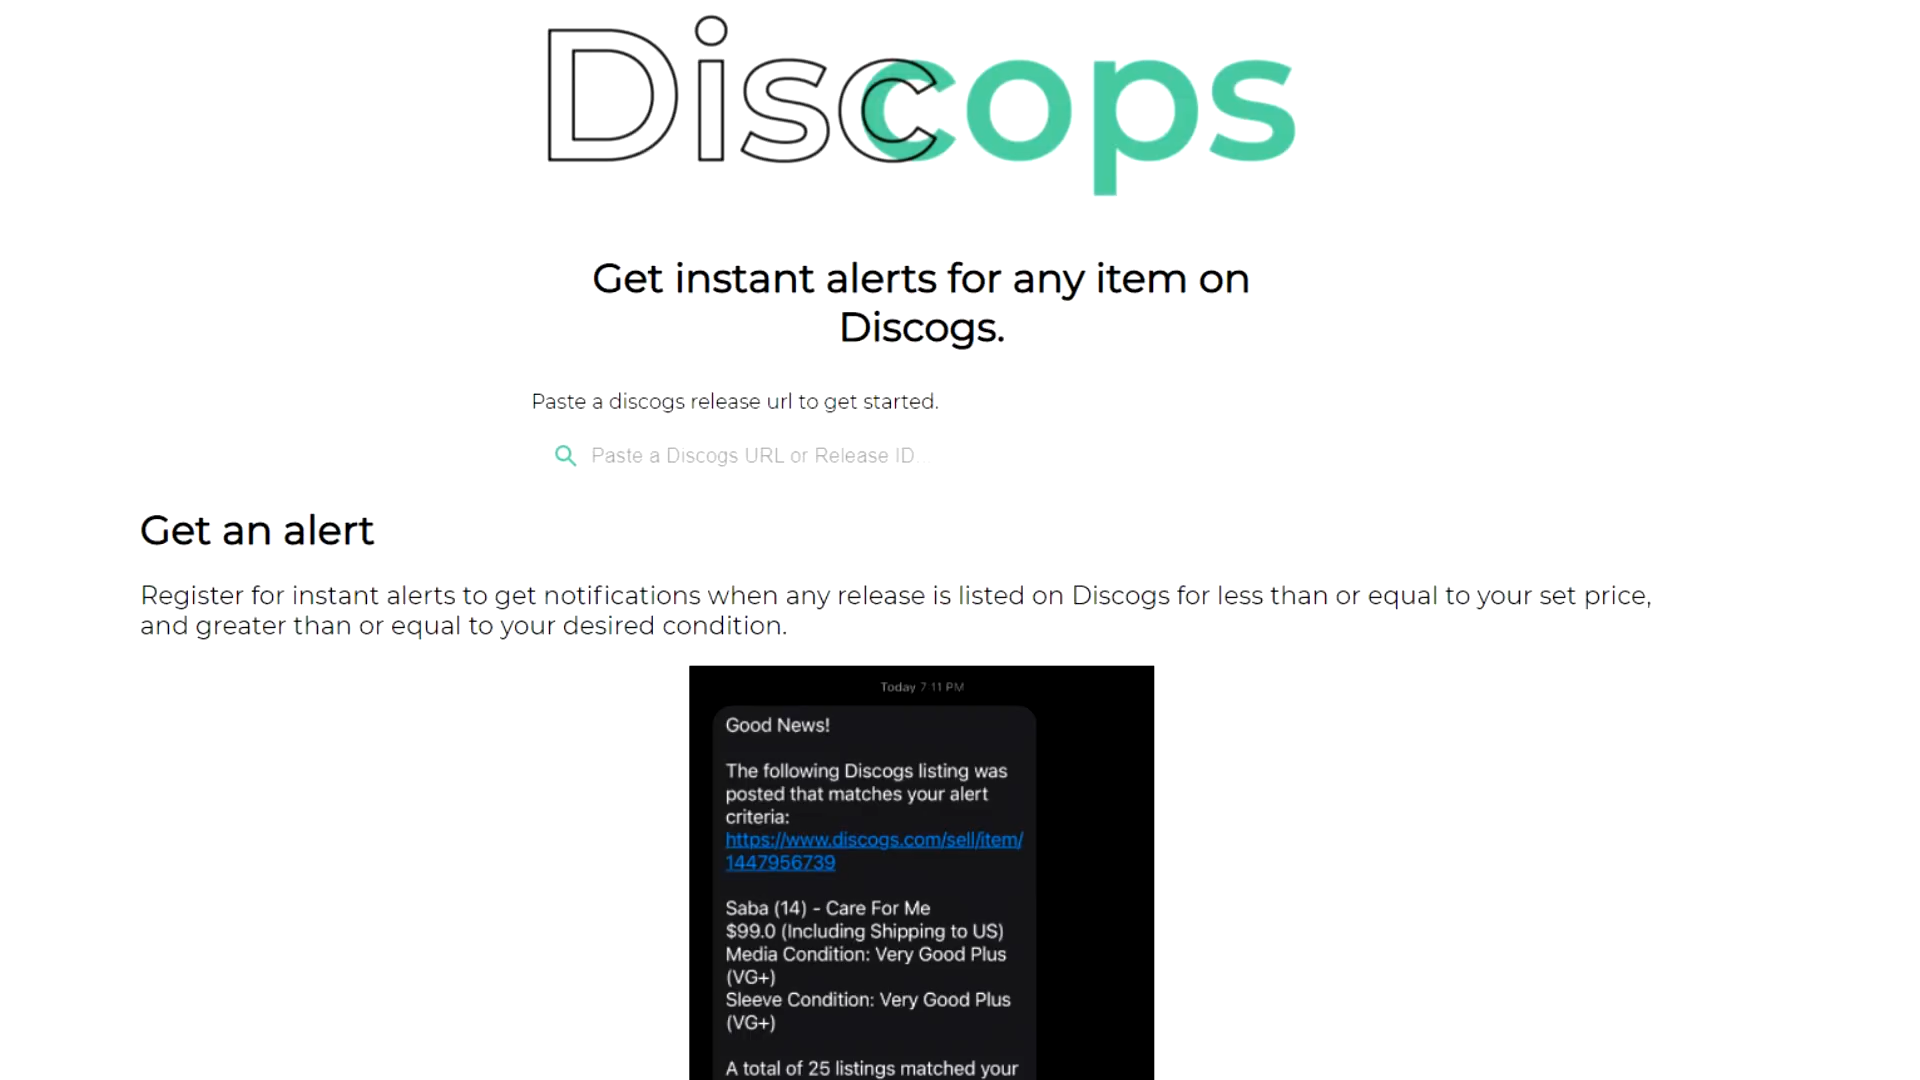 Disccops
Get instant alerts for any item on
Discogs.
Paste a discogs release url to get started.
Paste a Discogs URL or Release ID...
Get an alert
Register for instant alerts to get notifications when any release is listed on Discogs for less than or equal to your set price,
and greater than or equal to your desired condition.
Today 7 11 PM
Good News!
The following Discogs listing was
posted that matches your alert
criteria:
https://www.discogs.com/sell/item/
1447956739
Saba (14) - Care For Me
$99.0 (Including Shipping to US)
Media Condition: Very Good Plus
(VG+)
Sleeve Condition: Very Good Plus
(VG+)
A total of 25 listings matched your